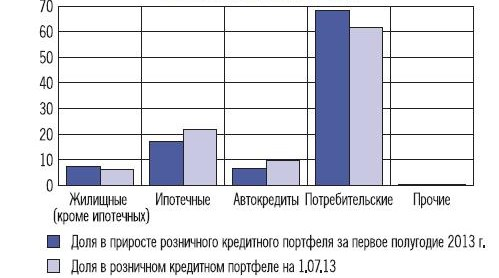 70
60
50
40
30
20
10
0
Жилищные Ипотечные Автокредиты Потребительские Прочие
(кроме ипотечных)
Доля в приросте розничного кредитного портфеля за первое полугодие 2013 г.
Доля в розничном кредитном портфеле на 1.07.13